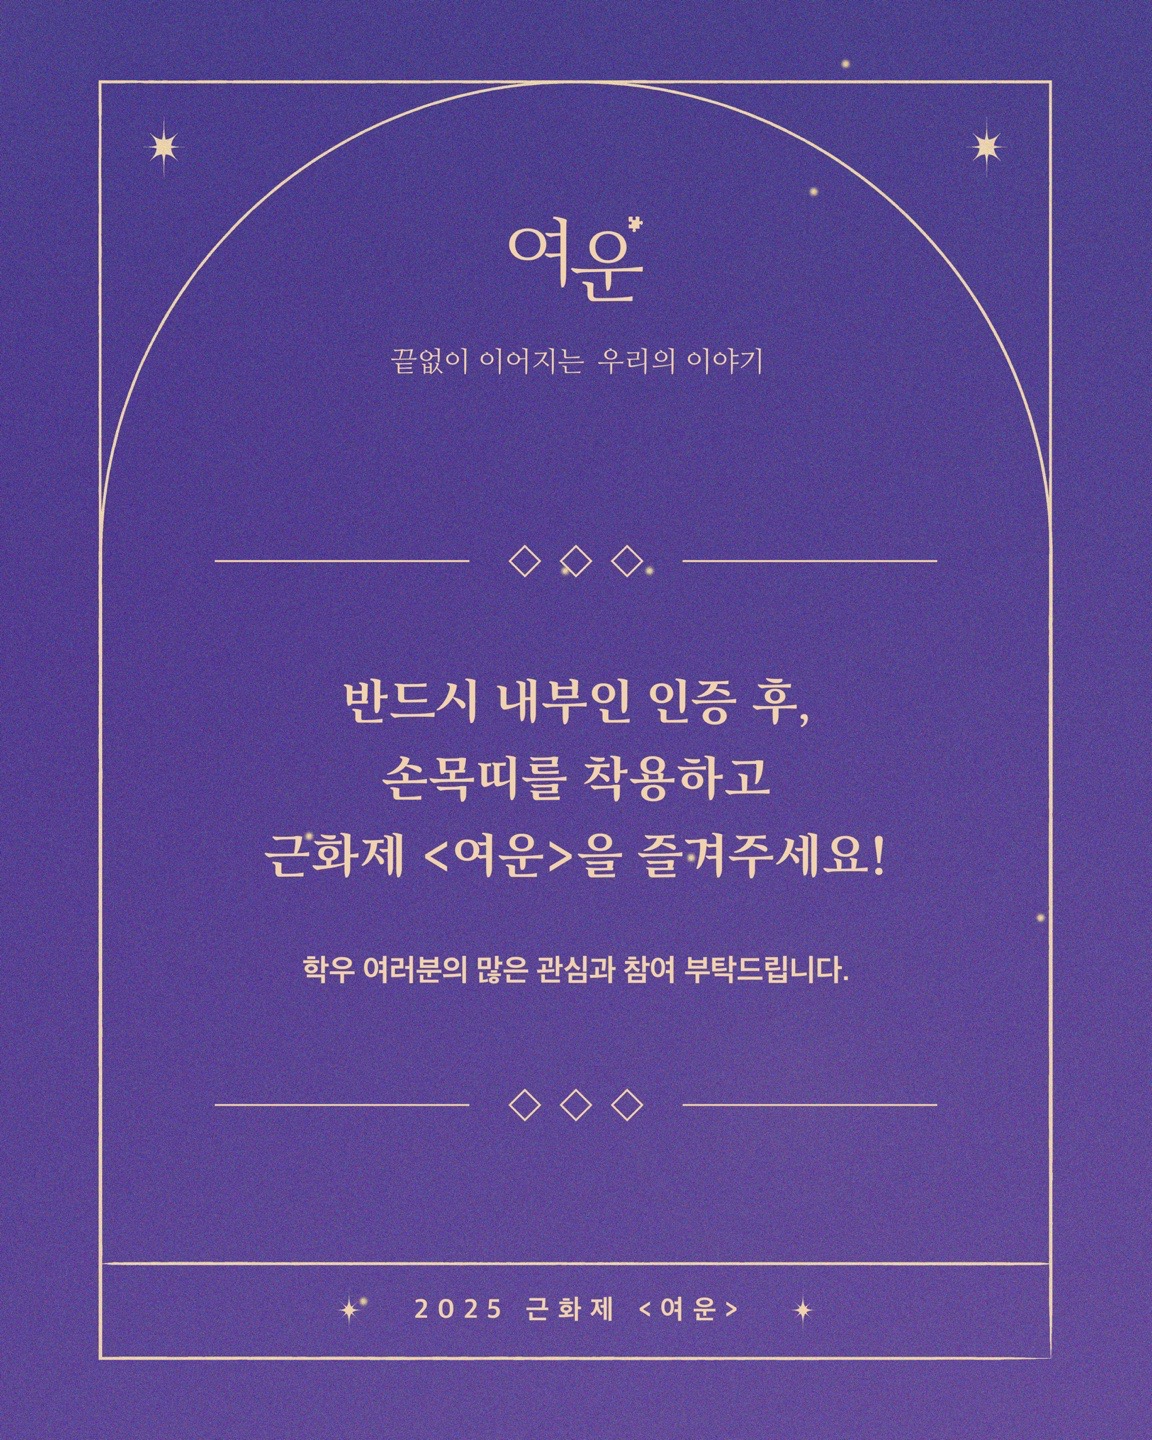 여운
끝없이 이어지는 우리의 이야기
반드시 내부인 인증 후,
손목띠를 착용하고
근화제 <여운>을 즐겨주세요!
학우 여러분의 많은 관심과 참여 부탁드립니다.
2025 근화제 <여운>